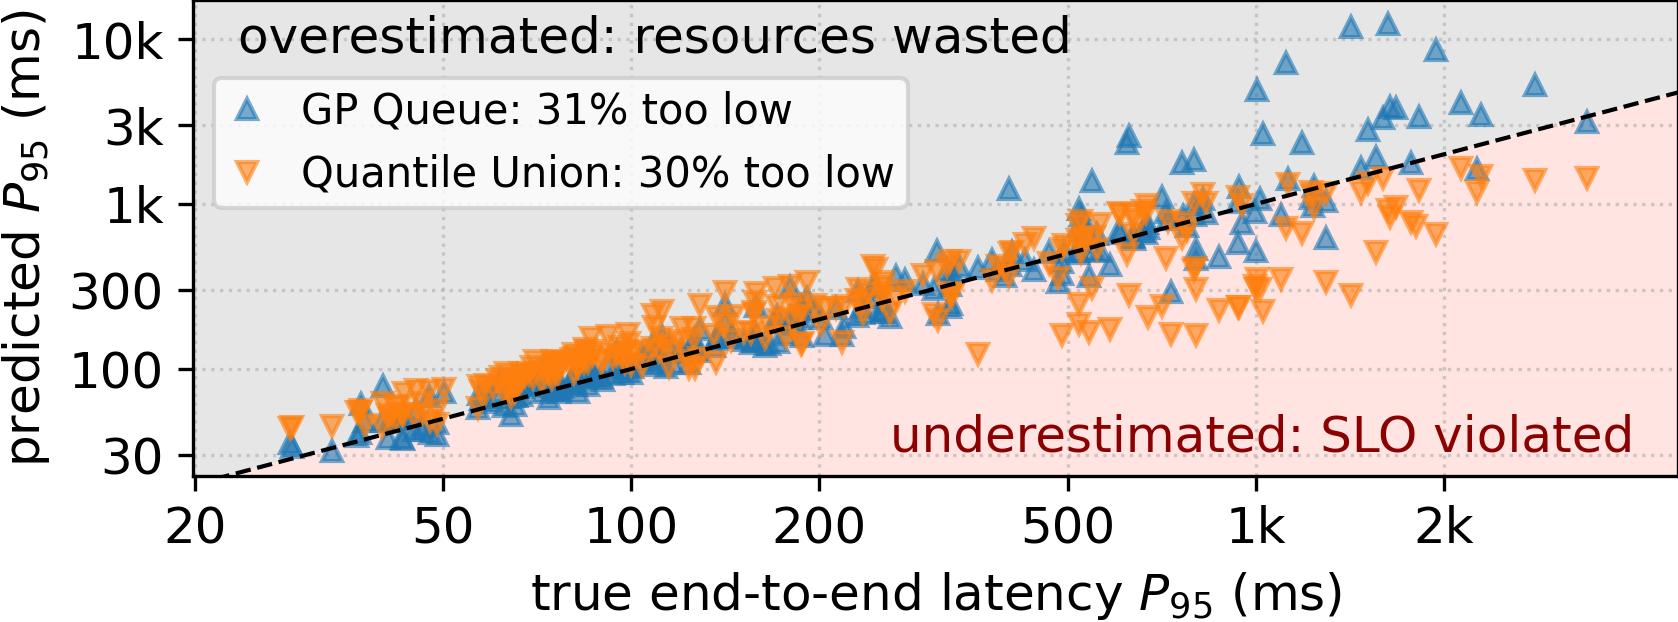 predicted P95 (ms)
10k
3k
1k
300
100
30
overestimated: resources wasted
GP Queue: 31% too low
Quantile Union: 30% too low
underestimated: SLO violated
20 50 100 200 500 1k 2k
true end-to-end latency P95 (ms)